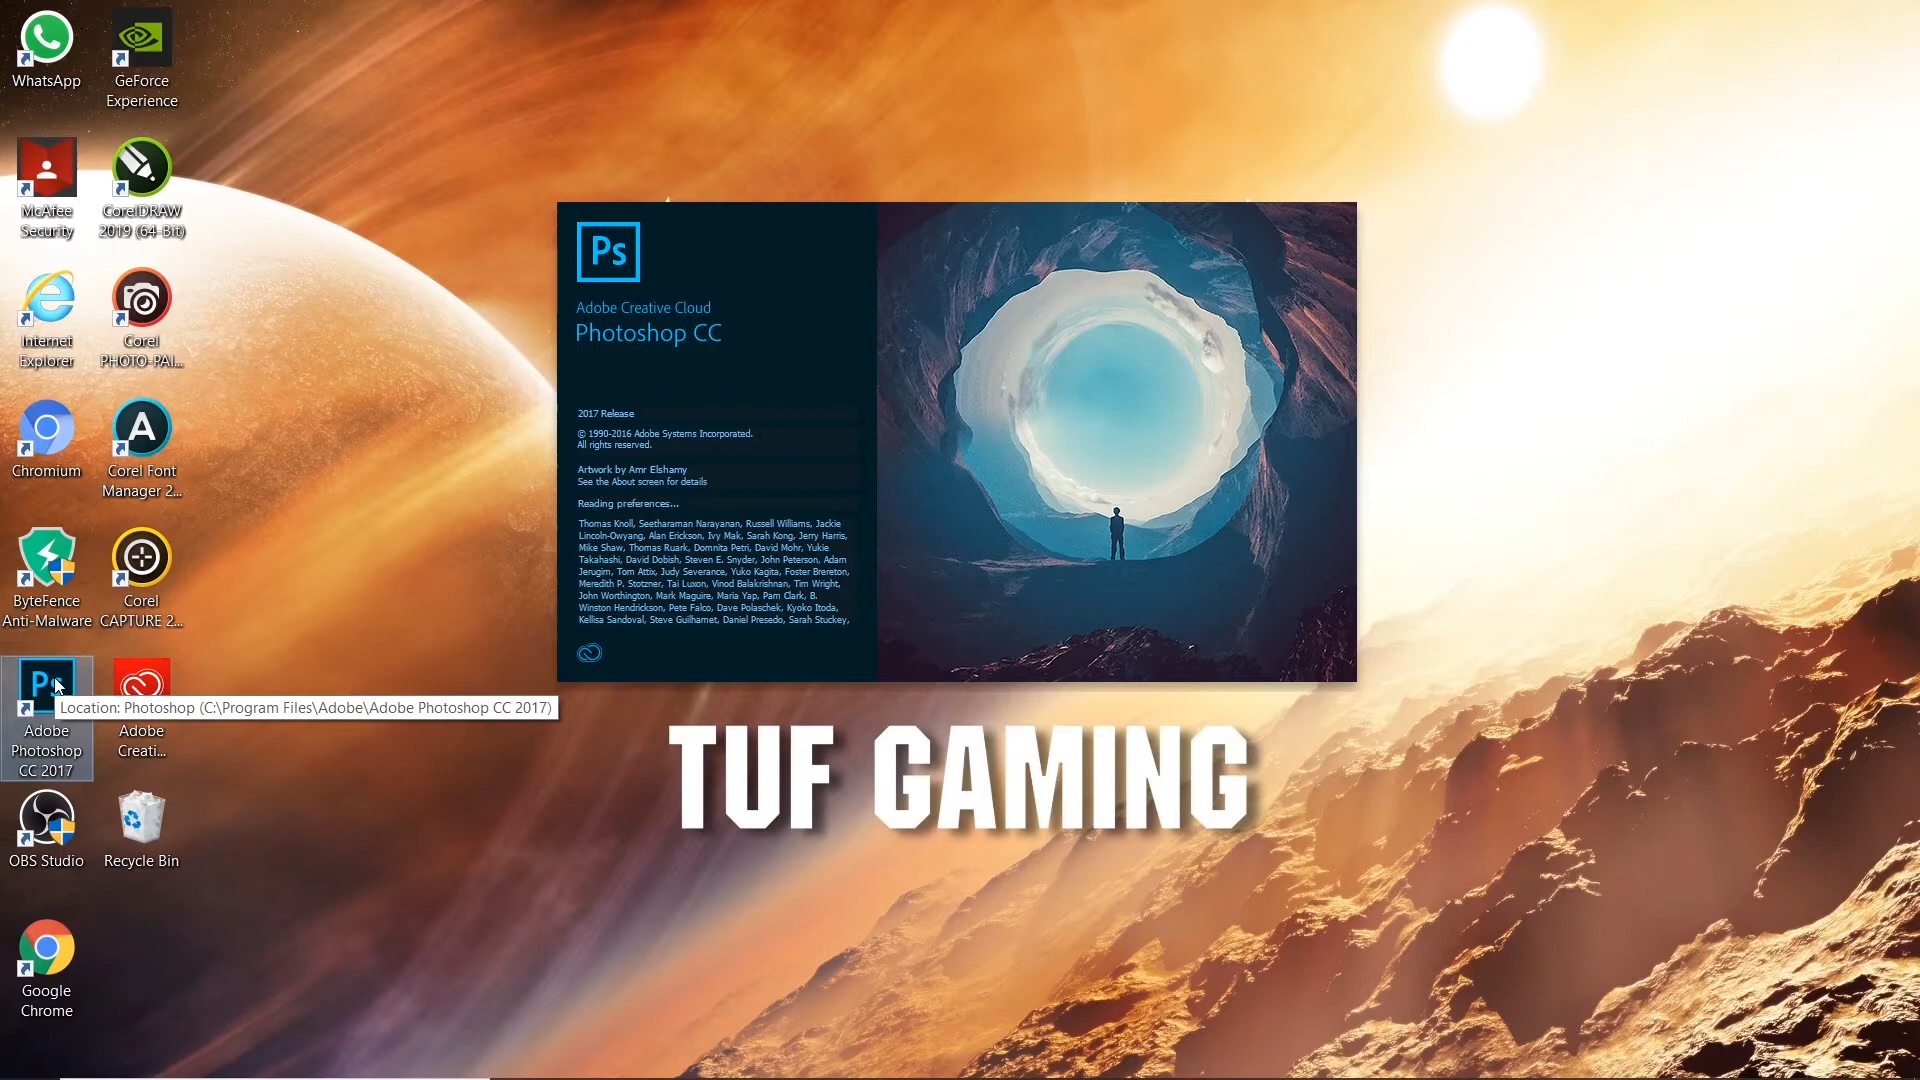 WhatsApp
GeForce
Experience
McAfee
Security
CorelDRAW
2019 (64-Bit)
Internet
Explorer
Corel
PHOTO-PAI...
Chromium
A
Corel Font
Manager 2...
ByteFence
Anti-Malware
Corel
CAPTURE 2...
Ps
Location: Photoshop (C:\Program Files\Adobe\Adobe Photoshop CC 2017)
Adobe
Photoshop
CC 2017
Adobe
Creati...
OBS Studio
Recycle Bin
Google
Chrome
Ps
Adobe Creative Cloud
Photoshop CC
2017 Release
© 1990-2016 Adobe Systems Incorporated.
All rights reserved.
Artwork by Amr Elshamy
See the About screen for details
Reading preferences...
Thomas Knoll, Seetharaman Narayanan, Russell Williams, Jackie
Lincoln-Owyang, Alan Erickson, Ivy Mak, Sarah Kong, Jerry Harris,
Mike Shaw, Thomas Ruark, Domnita Petri, David Mohr, Yukie
Takahashi, David Dobish, Steven E. Snyder, John Peterson, Adam
Jerugim, Tom Attix, Judy Severance, Yuko Kagita, Foster Brereton,
Meredith P. Stotzner, Tai Luxon, Vinod Balakrishnan, Tim Wright,
John Worthington, Mark Maguire, Maria Yap, Pam Clark, B.
Winston Hendrickson, Pete Falco, Dave Polaschek, Kyoko Itoda,
Kellisa Sandoval, Steve Guilhamet, Daniel Presedo, Sarah Stuckey,
TUF GAMING